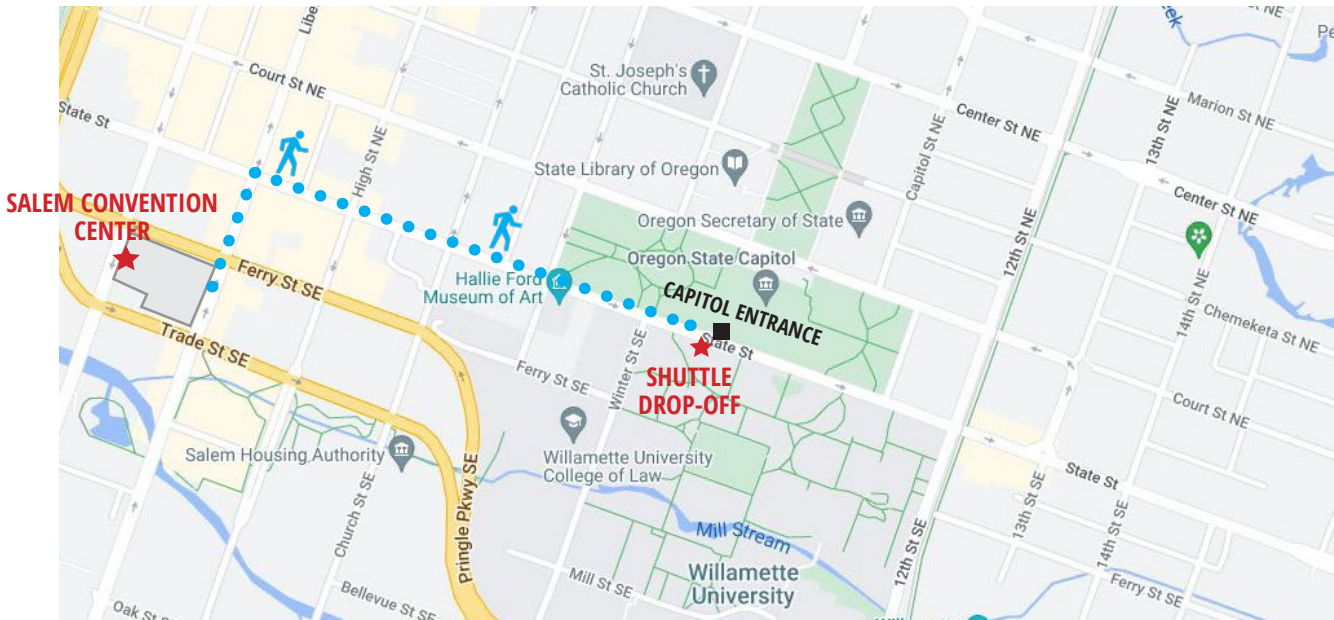 Libe
Court St NE
State St
High St NE
St. Joseph's
Catholic Church
State Library of Oregon
Oregon Secretary of State
Oregon State Capitol
CAPITOL ENTRANCE
Capitol St NE
Center St NE
Marion St NE
13th St NE
Center St NE
12th St NE
14th St NE
Chemeketa St NE
Court St NE
SALEM CONVENTION
CENTER
Ferry St SE
Trade St SE
Hallie Ford
Museum of Art
State St
SHUTTLE
DROP-OFF
Winter St SE
Ferry St SE
Salem Housing Authority
Willamette University
College of Law
Pringle Pkwy SE
Church St SE
Mill Stream
Willamette
University
Mill St SE
Bellevue St SE
Oak St SE
12th St SE
13th St SE
14th St SE
State St
Ferry St SE